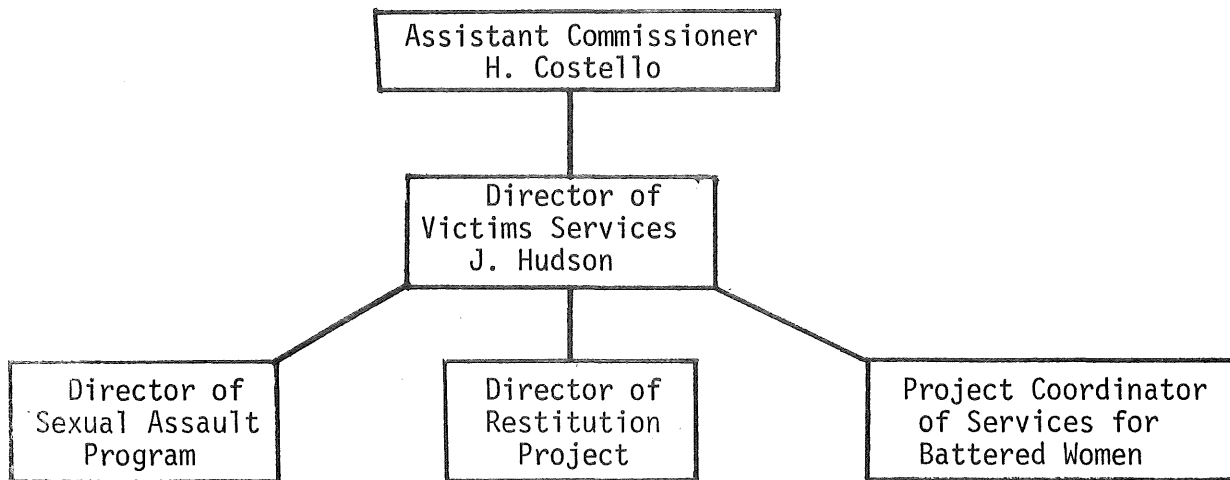 Assistant Commissioner
H. Costello
Director of
Victims Services
J. Hudson
Director of
Sexual Assault
Program
Director of
Restitution
Project
Project Coordinator
of Services for
Battered Women